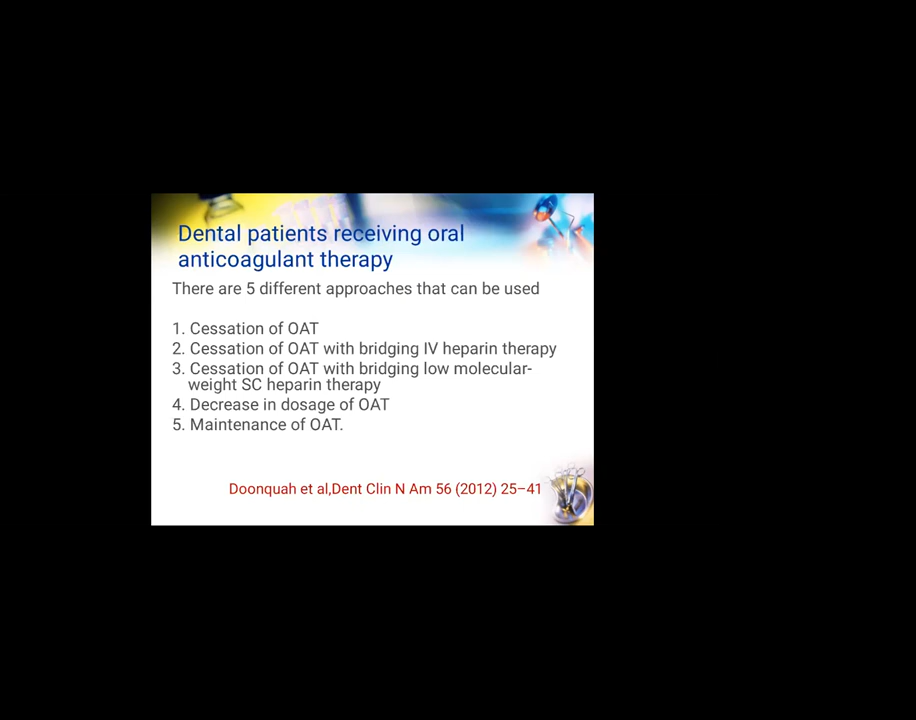 Dental patients receiving oral
anticoagulant therapy
There are 5 different approaches that can be used
1. Cessation of OAT
2. Cessation of OAT with bridging IV heparin therapy
3. Cessation of OAT with bridging low molecular-
weight SC heparin therapy
4. Decrease in dosage of OAT
5. Maintenance of OAT.
Doonquah et al,Dent Clin N Am 56 (2012) 25–41